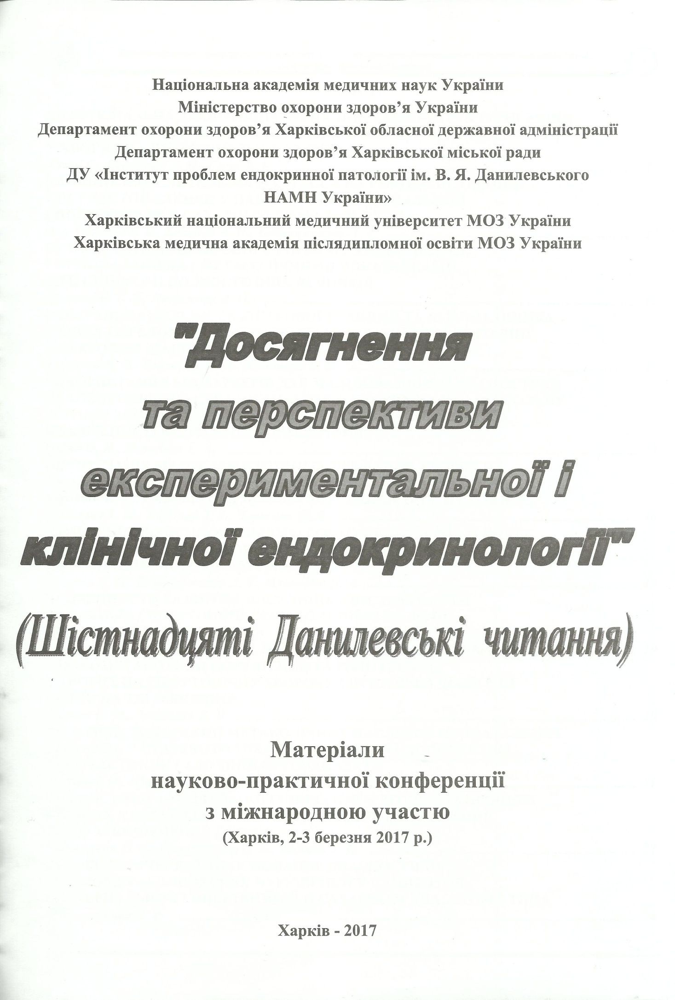 Національна академія медичних наук України
Міністерство охорони здоров’я України
Департамент охорони здоров’я Харківської обласної державної адміністрації
Департамент охорони здоров’я Харківської міської ради
ДУ «Інститут проблем ендокринної патології ім. В. Я. Данилевського
НАМН України»
Харківський національний медичний університет МОЗ України
Харківська медична академія післядипломної освіти МОЗ України
"Досягнення
та перспективи
експериментальної і
клінічної ендокринології"
(Шістнадцяті Данилевські читання)
Матеріали
науково-практичної конференції
з міжнародною участю
(Харків, 2-3 березня 2017 р.)
Харків - 2017